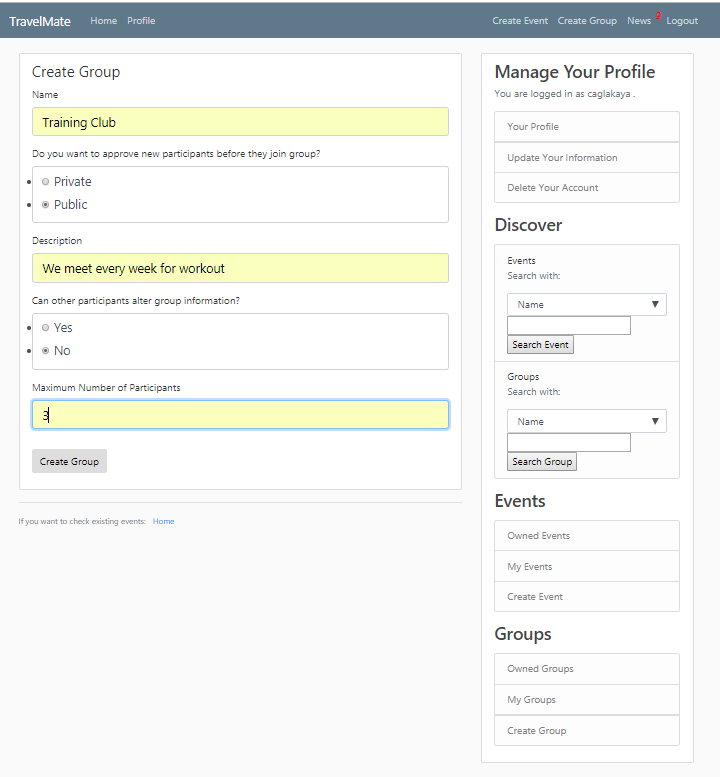 TravelMate Home Profile Create Event Create Group News Logout
Create Group
Name
Training Club
Do you want to approve new participants before they join group?
Private
Public
Description
We meet every week for workout
Can other participants alter group information?
Yes
No
Maximum Number of Participants
3
Create Group
If you want to check existing events: Home
Manage Your Profile
You are logged in as caglakaya .
Your Profile
Update Your Information
Delete Your Account
Discover
Events
Search with:
Name
Search Event
Groups
Search with:
Name
Search Group
Events
Owned Events
My Events
Create Event
Groups
Owned Groups
My Groups
Create Group